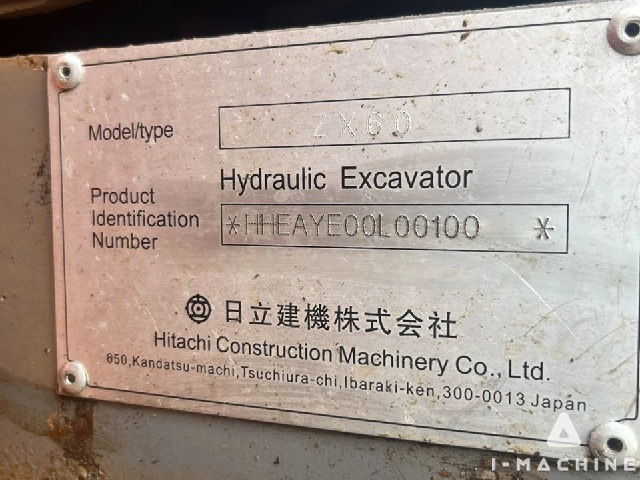 Model/type
ZX60
Hydraulic Excavator
Product
Identification
Number
*HHEAYE00L00100 *
日立建機株式会社
Hitachi Construction Machinery Co., Ltd.
650,Kandatsu-machi,Tsuchiura-chi,Ibaraki-ken,300-0013 Japan
I-MACHINE